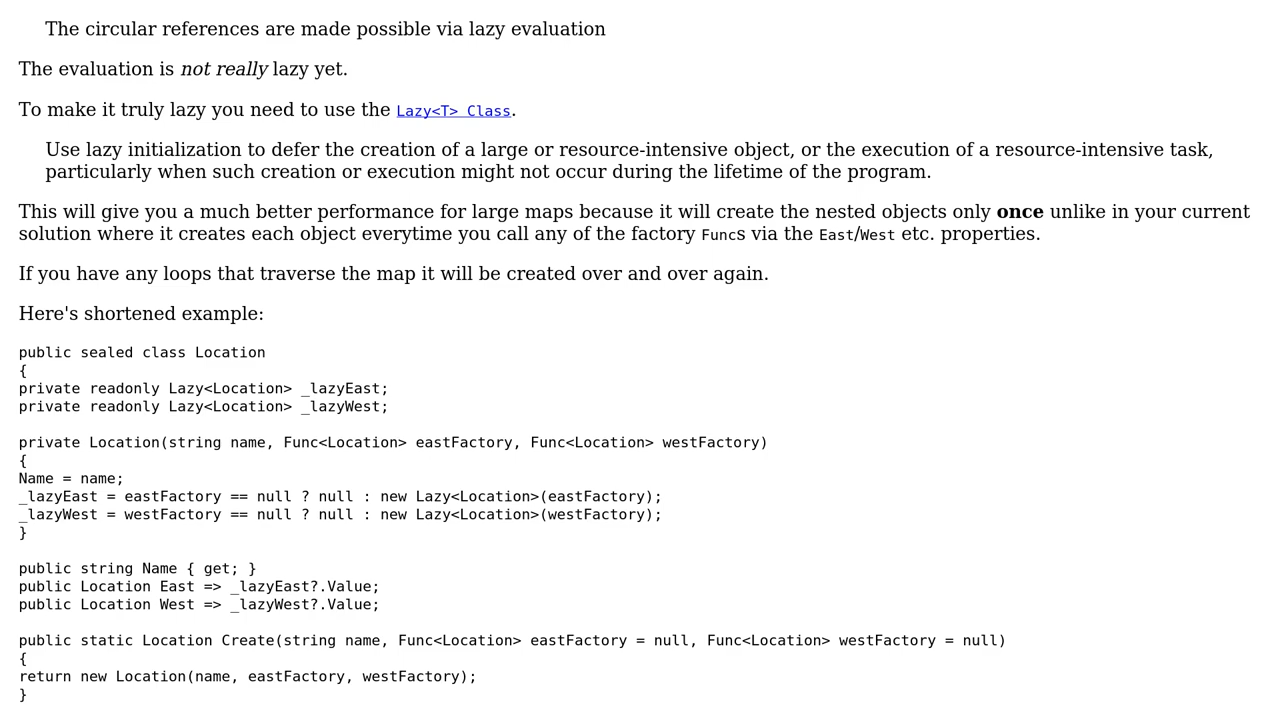 The circular references are made possible via lazy evaluation
The evaluation is not really lazy yet.
To make it truly lazy you need to use the Lazy<T> Class.
Use lazy initialization to defer the creation of a large or resource-intensive object, or the execution of a resource-intensive task,
particularly when such creation or execution might not occur during the lifetime of the program.
This will give you a much better performance for large maps because it will create the nested objects only once unlike in your current
solution where it creates each object everytime you call any of the factory Funcs via the East/West etc. properties.
If you have any loops that traverse the map it will be created over and over again.
Here's shortened example:
public sealed class Location
{
private readonly Lazy<Location> _lazyEast;
private readonly Lazy<Location> _lazyWest;
private Location(string name, Func<Location> eastFactory, Func<Location> westFactory)
{
Name = name;
_lazyEast = eastFactory == null ? null : new Lazy<Location>(eastFactory);
_lazyWest = westFactory == null ? null : new Lazy<Location>(westFactory);
}
public string Name { get; }
public Location East => _lazyEast?.Value;
public Location West => _lazyWest?.Value;
public static Location Create(string name, Func<Location> eastFactory = null, Func<Location> westFactory = null)
{
return new Location(name, eastFactory, westFactory);
}